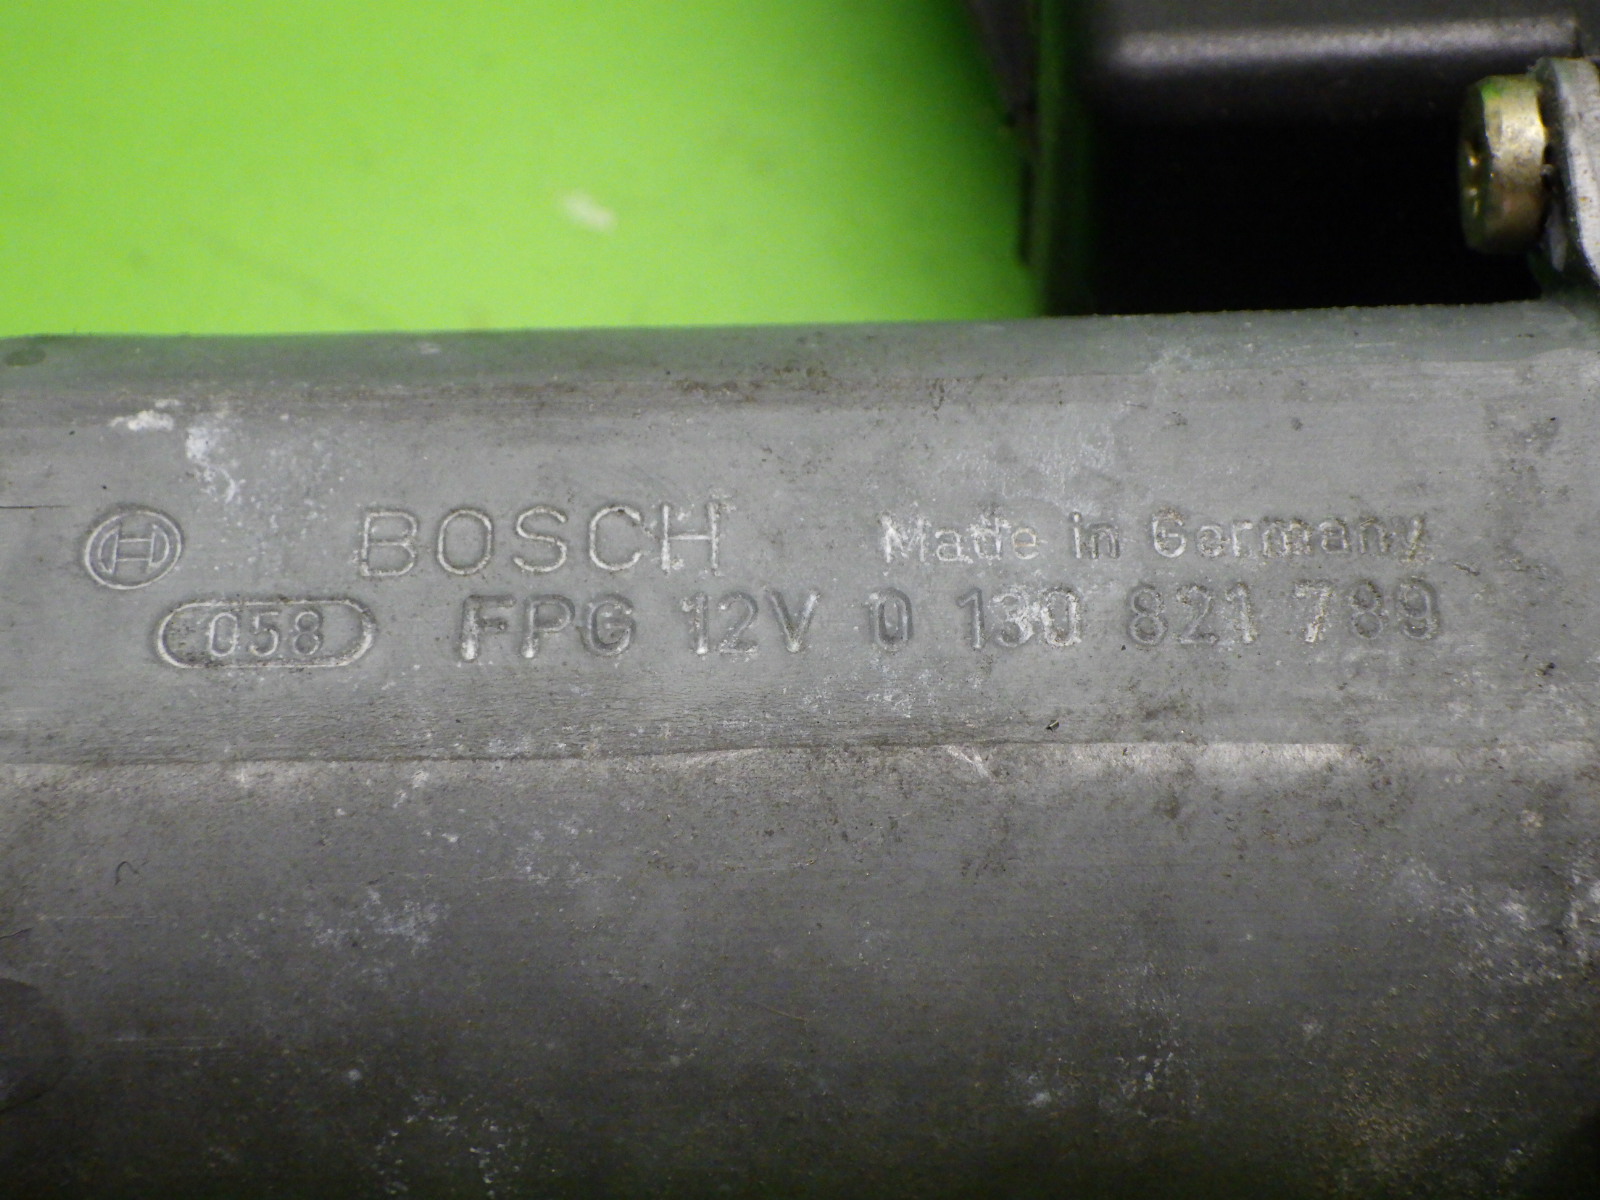 BOSCH Made in Germany
058 FPG 12V 0 130 821 789